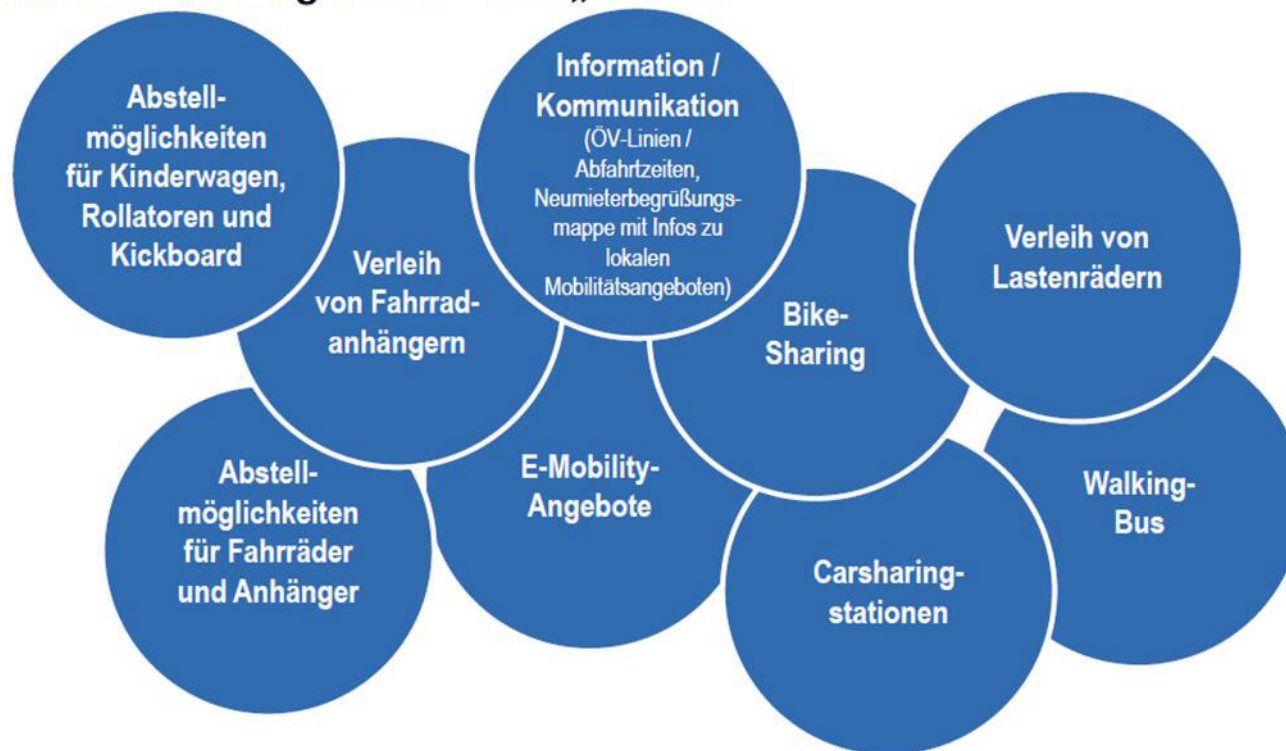 Abstell-
möglichkeiten
für Kinderwagen,
Rollatoren und
Kickboard
Verleih
von Fahrrad-
anhängern
Information /
Kommunikation
(ÖV-Linien /
Abfahrtzeiten,
Neumieterbegrüßungs-
mappe mit Infos zu
lokalen
Mobilitätsangeboten)
Bike-
Sharing
Verleih von
Lastenrädern
Abstell-
möglichkeiten
für Fahrräder
und Anhänger
E-Mobility-
Angebote
Carsharing-
stationen
Walking-
Bus